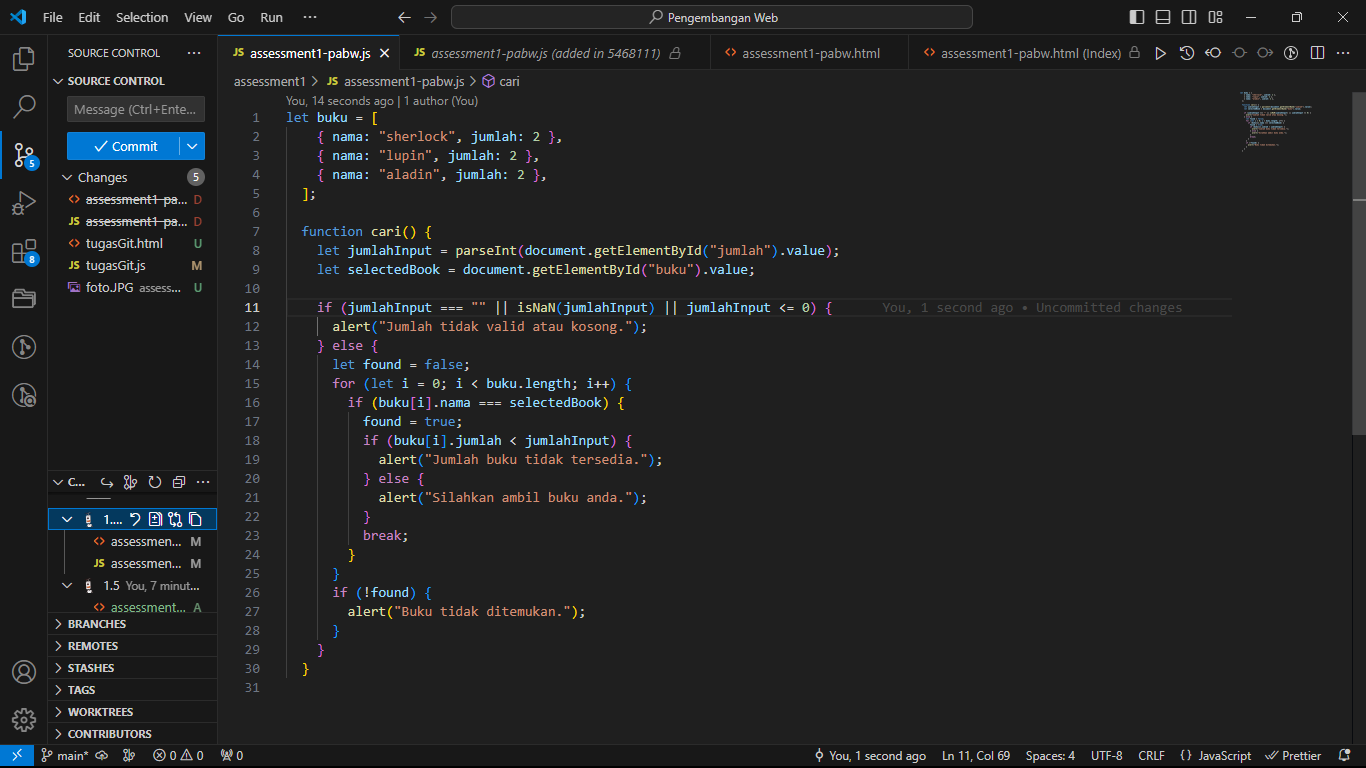 File Edit Selection View Go Run ··· Pengembangan Web
SOURCE CONTROL ···
JS assessment1-pabw.js
JS assessment1-pabw.js (added in 5468111)
<> assessment1-pabw.html
<> assessment1-pabw.html (Index)
SOURCE CONTROL
Message (Ctrl+Ente...
Commit
Changes 5
<> assessment1-pa... D
JS assessment1-pa... D
<> tugasGit.html U
JS tugasGit.js M
fotoJPG assess... U
5
8
C... ···
1....
<> assessmen... M
JS assessmen... M
1.5 You, 7 minut...
<> assessment... A
BRANCHES
REMOTES
STASHES
TAGS
WORKTREES
CONTRIBUTORS
assessment1 > JS assessment1-pabw.js > cari
You, 14 seconds ago | 1 author (You)
1 let buku = [
2 { nama: "sherlock", jumlah: 2 },
3 { nama: "lupin", jumlah: 2 },
4 { nama: "aladin", jumlah: 2 },
5 ];
6
7 function cari() {
8 let jumlahInput = parseInt(document.getElementById("jumlah").value);
9 let selectedBook = document.getElementById("buku").value;
10
11 if (jumlahInput === "" || isNaN(jumlahInput) || jumlahInput <= 0) { You, 1 second ago • Uncommitted changes
12 alert("Jumlah tidak valid atau kosong.");
13 } else {
14 let found = false;
15 for (let i = 0; i < buku.length; i++) {
16 if (buku[i].nama === selectedBook) {
17 found = true;
18 if (buku[i].jumlah < jumlahInput) {
19 alert("Jumlah buku tidak tersedia.");
20 } else {
21 alert("Silahkan ambil buku anda.");
22 }
23 break;
24 }
25 }
26 if (!found) {
27 alert("Buku tidak ditemukan.");
28 }
29 }
30 }
31
main* 0 0 0 You, 1 second ago Ln 11, Col 69 Spaces: 4 UTF-8 CRLF {} JavaScript Prettier